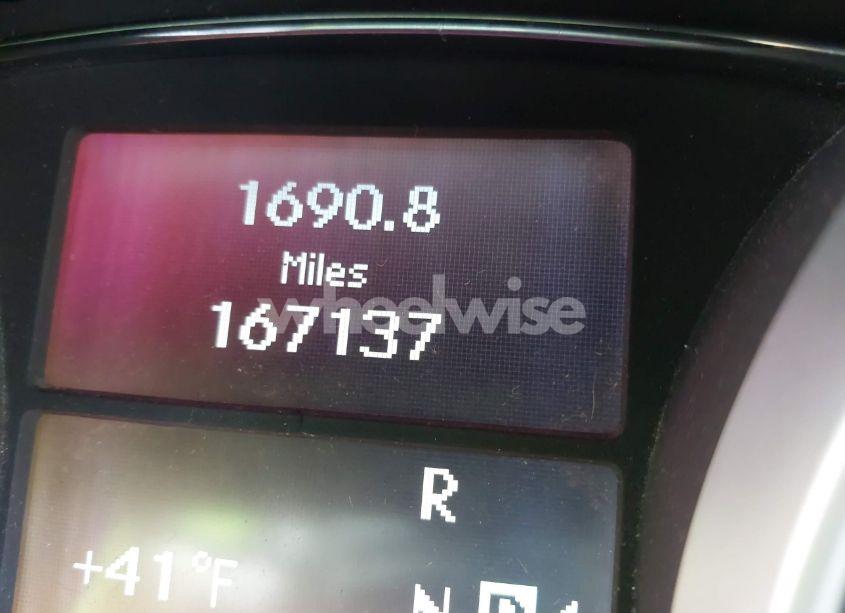 1690.8
Miles
167137
wheelwise
R
+41°F
N D